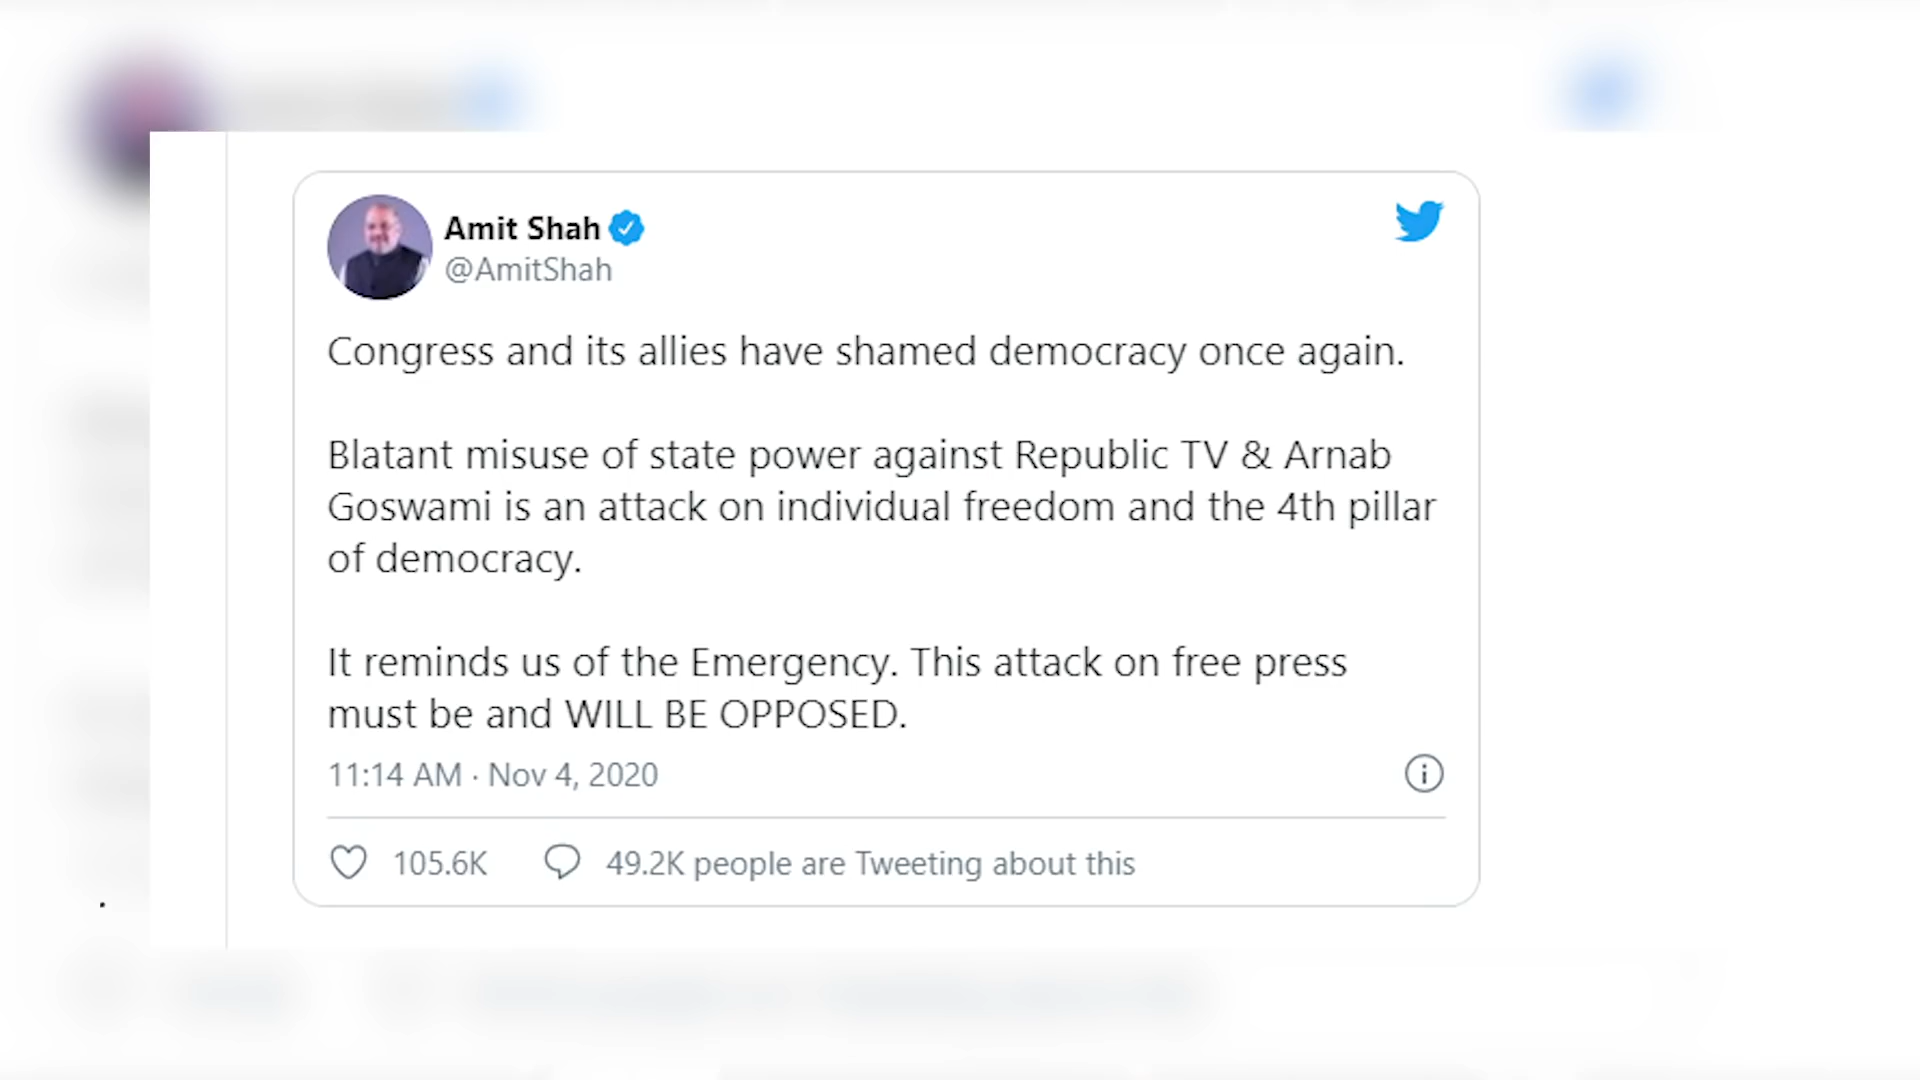 Amit Shah
@AmitShah
Congress and its allies have shamed democracy once again.
Blatant misuse of state power against Republic TV & Arnab
Goswami is an attack on individual freedom and the 4th pillar
of democracy.
It reminds us of the Emergency. This attack on free press
must be and WILL BE OPPOSED.
11:14 AM · Nov 4, 2020
105.6K 49.2K people are Tweeting about this